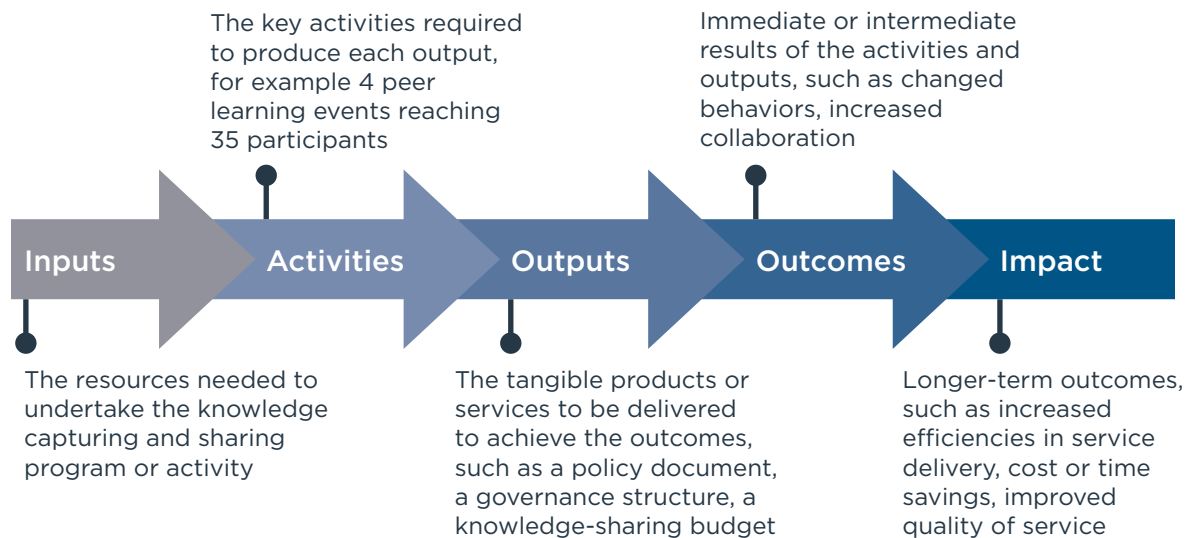 The key activities required
to produce each output,
for example 4 peer
learning events reaching
35 participants
Immediate or intermediate
results of the activities and
outputs, such as changed
behaviors, increased
collaboration
Inputs
Activities
Outputs
Outcomes
Impact
The resources needed to
undertake the knowledge
capturing and sharing
program or activity
The tangible products or
services to be delivered
to achieve the outcomes,
such as a policy document,
a governance structure, a
knowledge-sharing budget
Longer-term outcomes,
such as increased
efficiencies in service
delivery, cost or time
savings, improved
quality of service